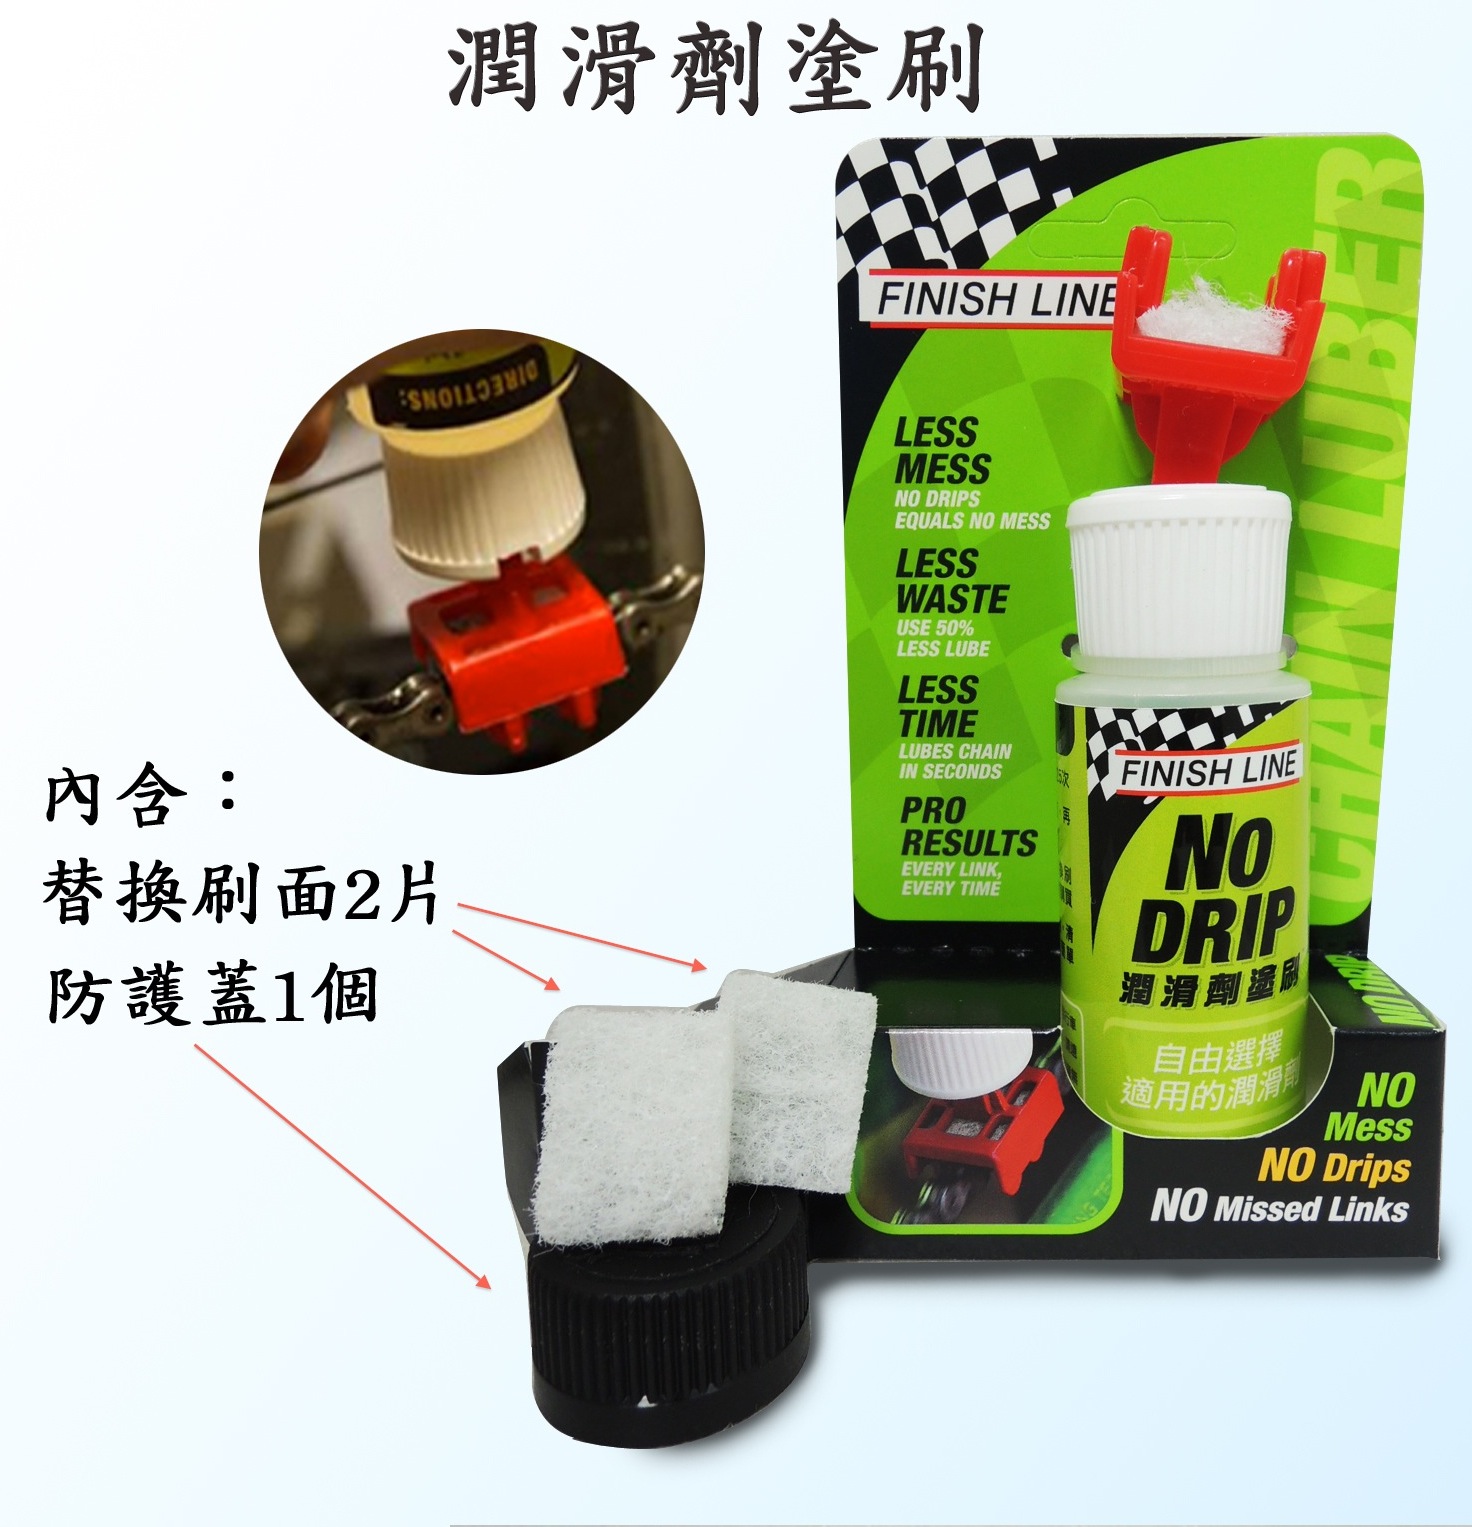 潤滑劑塗刷
FINISH LINE
CHAIN LUBER
LESS
MESS
NO DRIPS
EQUALS NO MESS
LESS
WASTE
USE 50%
LESS LUBE
LESS
TIME
LUBES CHAIN
IN SECONDS
PRO
RESULTS
EVERY LINK,
EVERY TIME
DIRECTIONS:
內含：
替換刷面2片
防護蓋1個
FINISH LINE
NO
DRIP
潤滑劑塗刷
自由選擇
適用的潤滑劑
NO DRIP
NO
Mess
NO Drips
NO Missed Links